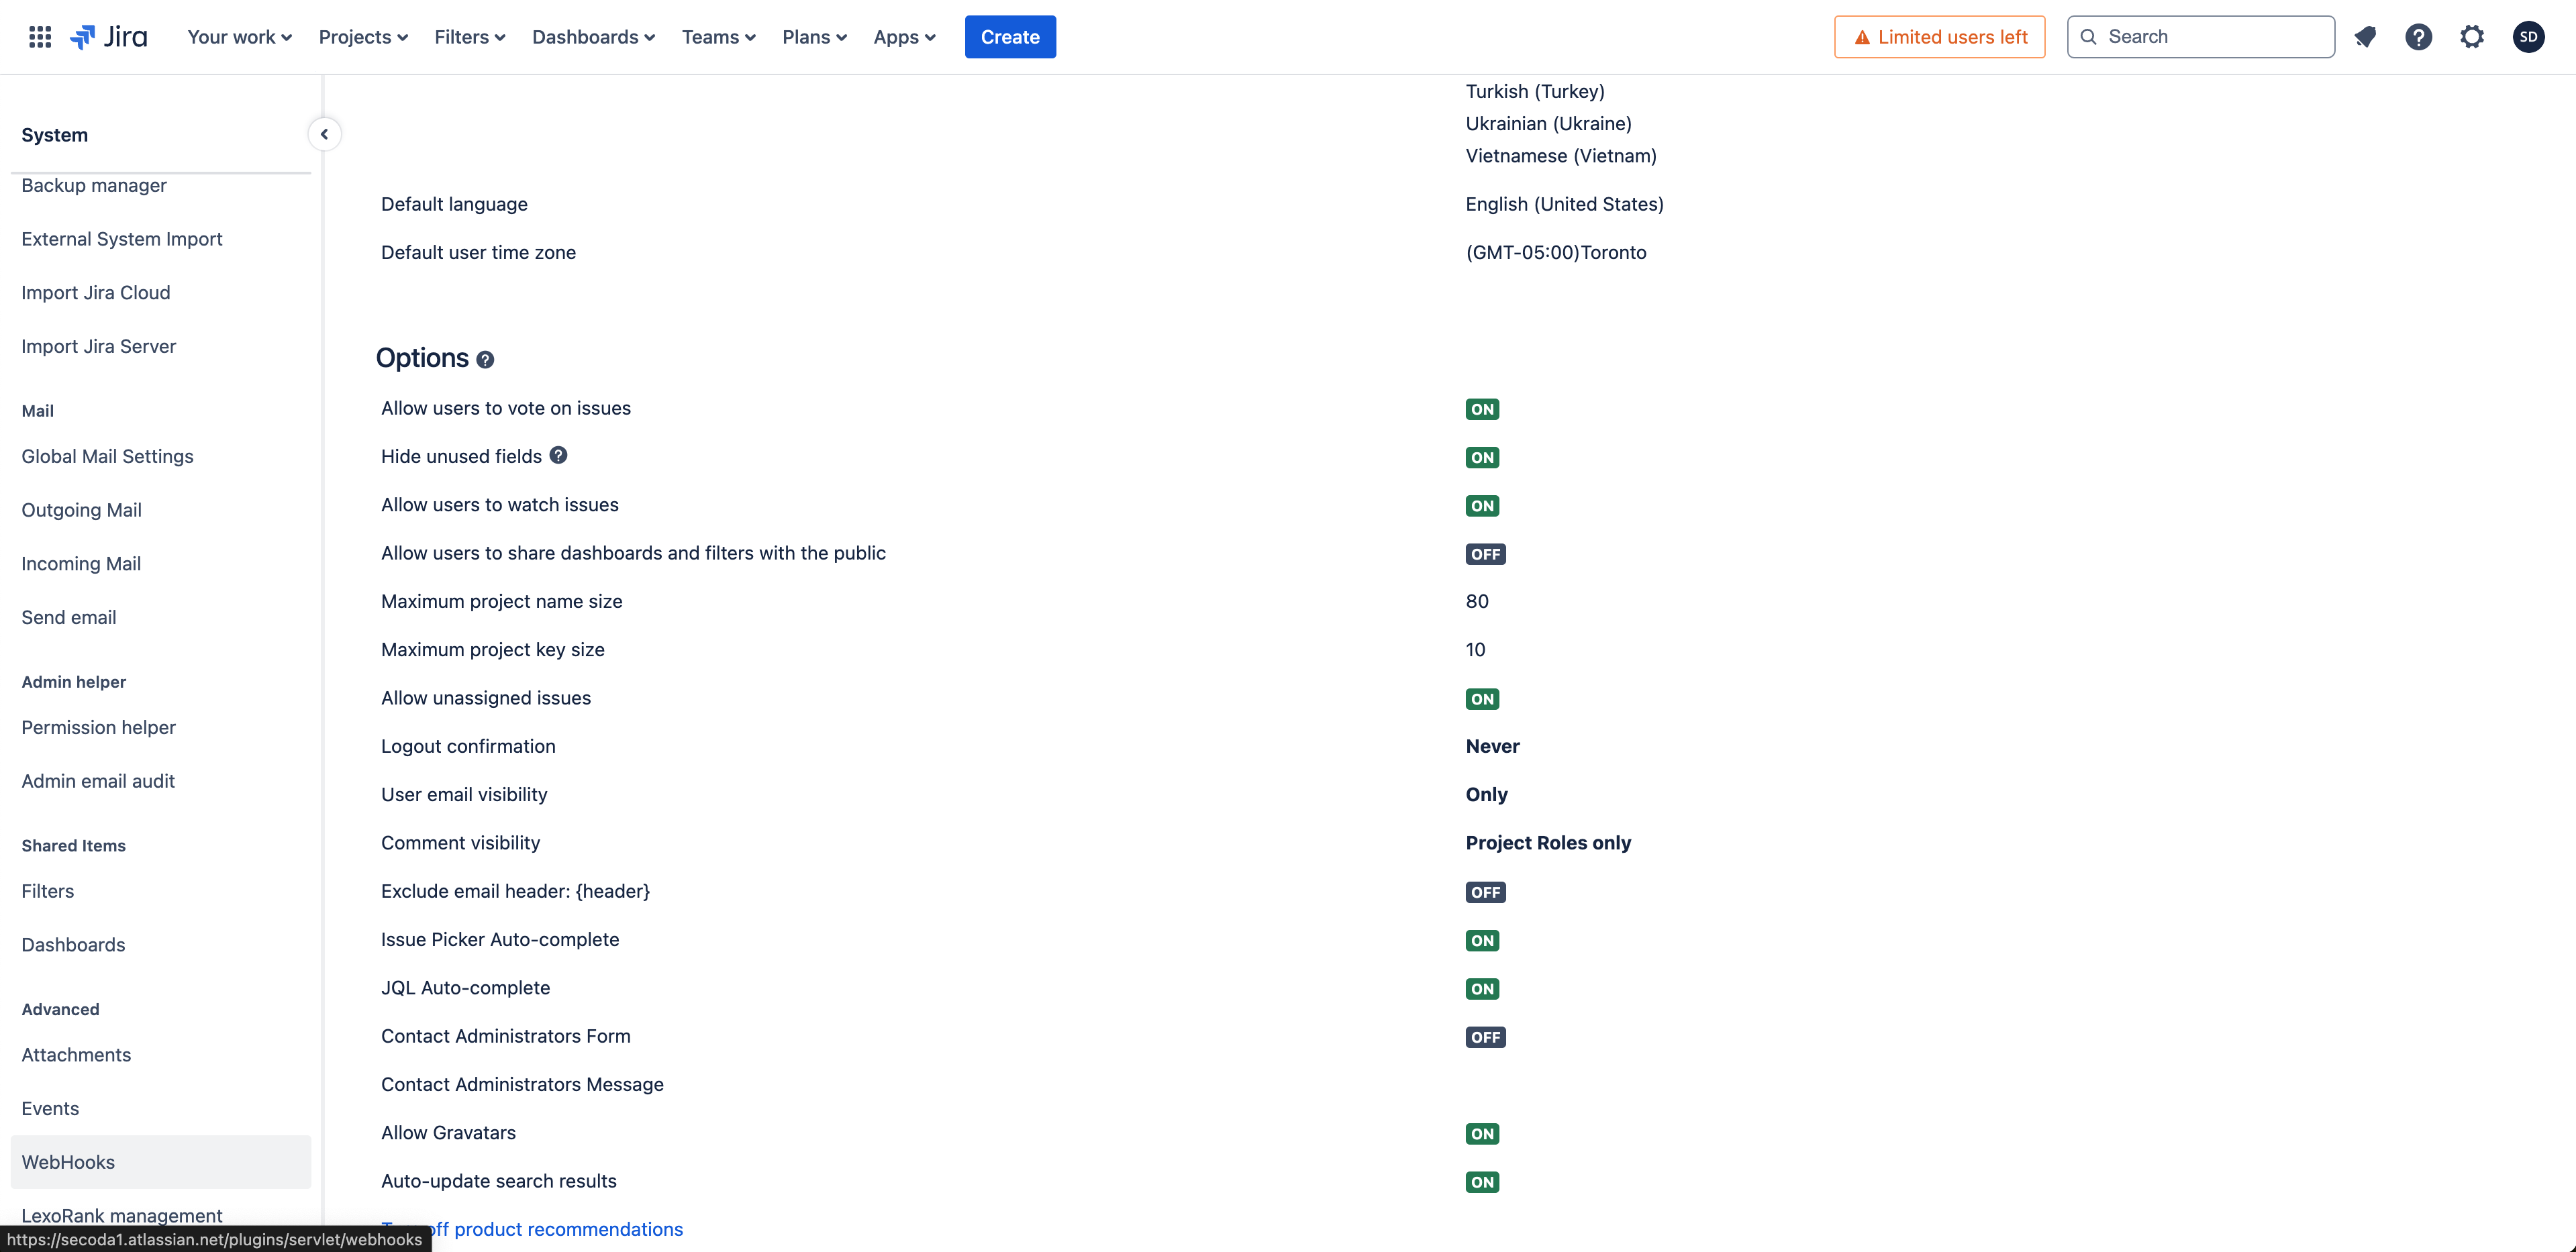 Jira
Your work
Projects
Filters
Dashboards
Teams
Plans
Apps
Create
Limited users left
Search
SD
System
Backup manager
External System Import
Import Jira Cloud
Import Jira Server
Mail
Global Mail Settings
Outgoing Mail
Incoming Mail
Send email
Admin helper
Permission helper
Admin email audit
Shared Items
Filters
Dashboards
Advanced
Attachments
Events
WebHooks
LexoRank management
https://secoda1.atlassian.net/plugins/servlet/webhooks
Turkish (Turkey)
Ukrainian (Ukraine)
Vietnamese (Vietnam)
Default language English (United States)
Default user time zone (GMT-05:00)Toronto
Options
Allow users to vote on issues ON
Hide unused fields ON
Allow users to watch issues ON
Allow users to share dashboards and filters with the public OFF
Maximum project name size 80
Maximum project key size 10
Allow unassigned issues ON
Logout confirmation Never
User email visibility Only
Comment visibility Project Roles only
Exclude email header: {header} OFF
Issue Picker Auto-complete ON
JQL Auto-complete ON
Contact Administrators Form OFF
Contact Administrators Message
Allow Gravatars ON
Auto-update search results ON
off product recommendations